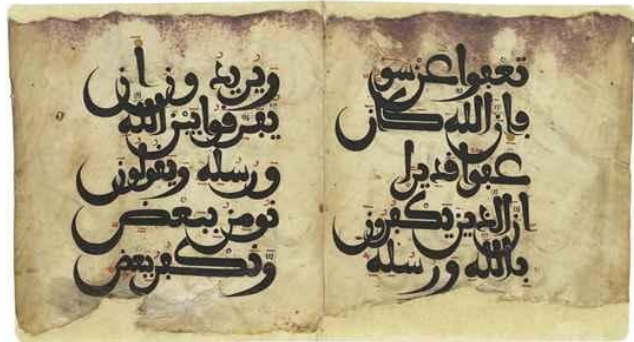 تعفوا عن سو
فان الله كان
عفوا قديرا
ان الذين يكفرون
بالله ورسله
ويريدون ان
يفرقوا بين الله
ورسله ويقولون
نومن ببعض
ونكفر ببعض